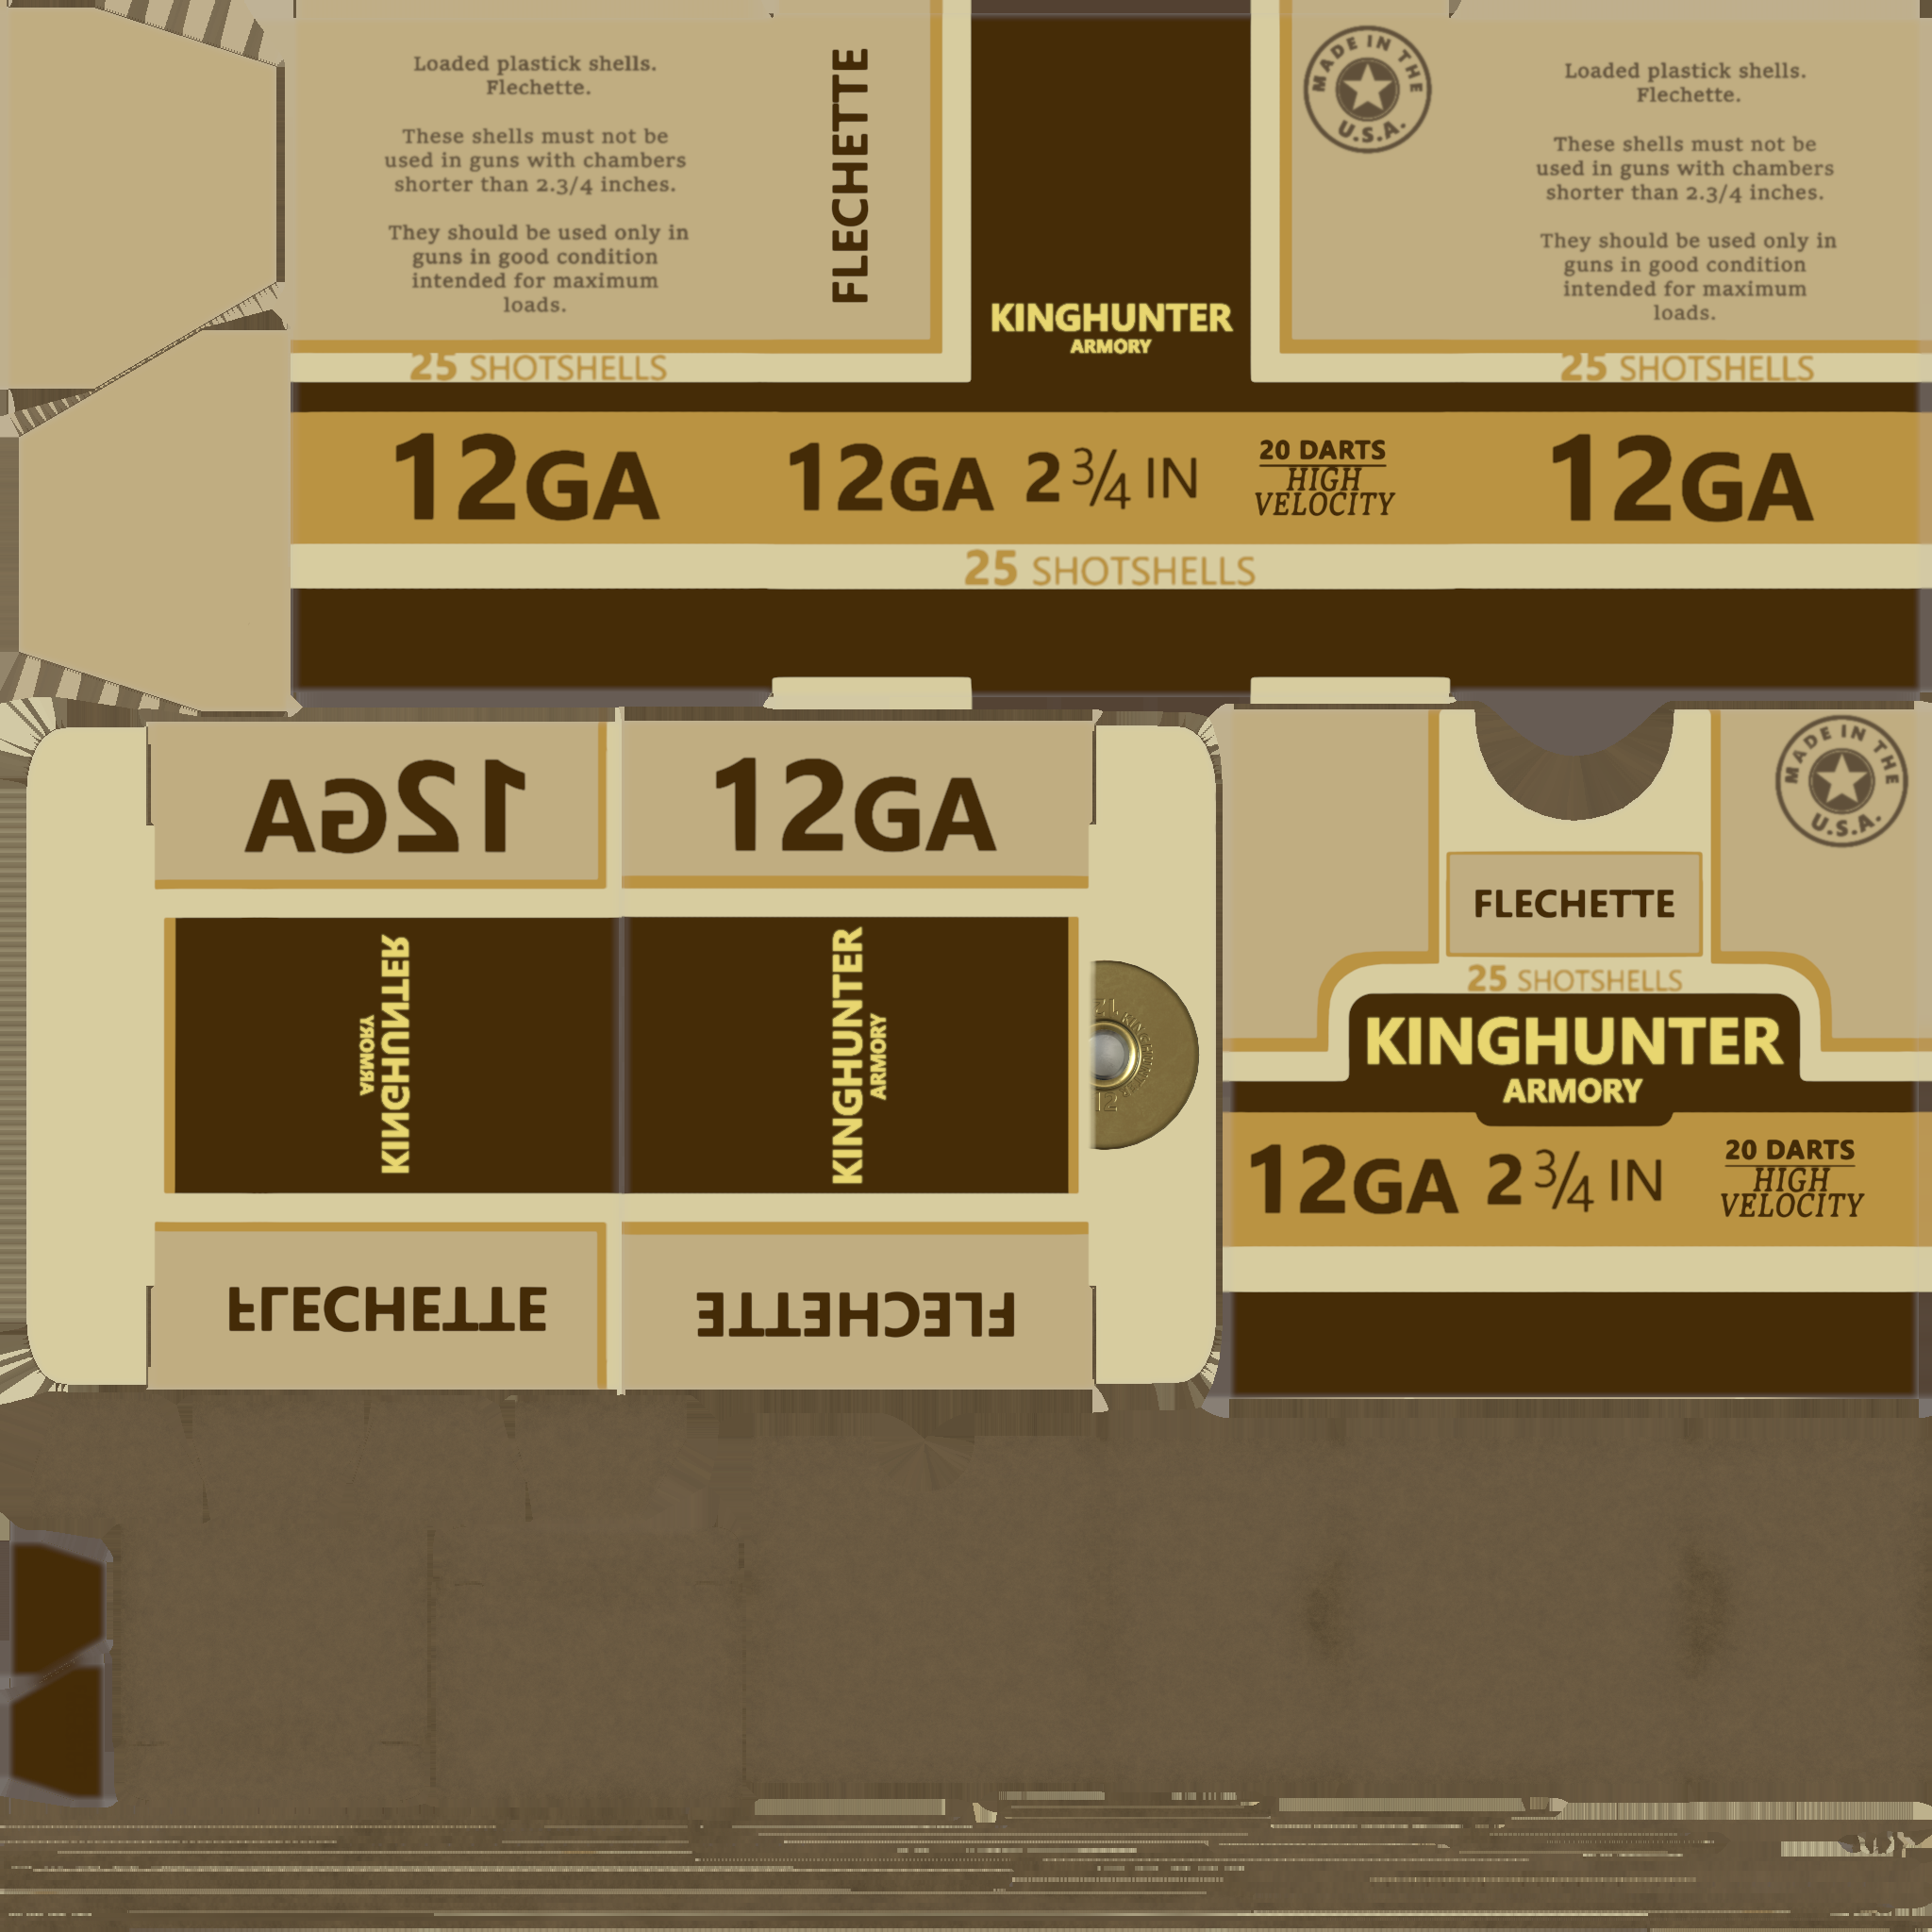 Loaded plastick shells.
Flechette.
These shells must not be
used in guns with chambers
shorter than 2.3/4 inches.
They should be used only in
guns in good condition
intended for maximum
loads.
FLECHETTE
KINGHUNTER
ARMORY
MADE IN THE
U.S.A.
Loaded plastick shells.
Flechette.
These shells must not be
used in guns with chambers
shorter than 2.3/4 inches.
They should be used only in
guns in good condition
intended for maximum
loads.
25 SHOTSHELLS
25 SHOTSHELLS
12GA
12GA 2 3/4 IN
20 DARTS
HIGH
VELOCITY
12GA
25 SHOTSHELLS
12GA
12GA
KINGHUNTER
ARMORY
KINGHUNTER
ARMORY
FLECHETTE
FLECHETTE
12
MADE IN THE
U.S.A.
FLECHETTE
25 SHOTSHELLS
KINGHUNTER
ARMORY
12GA 2 3/4 IN
20 DARTS
HIGH
VELOCITY